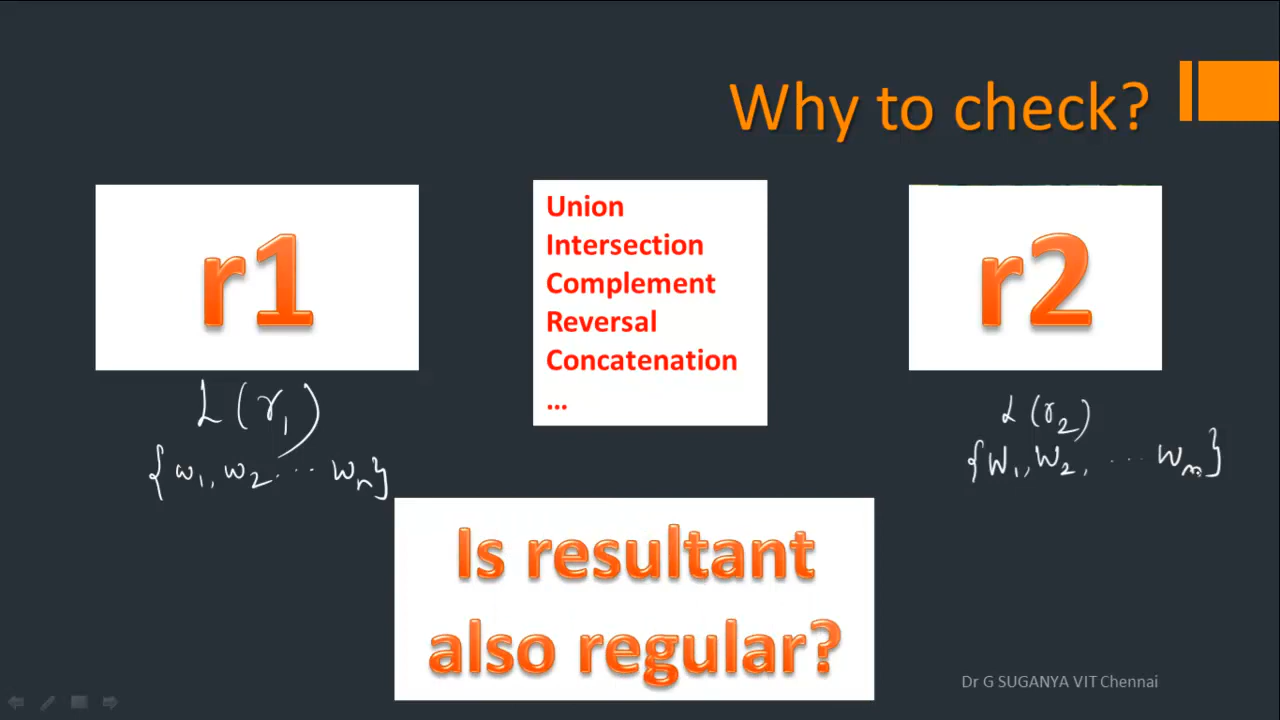 Why to check?
r1
Union
Intersection
Complement
Reversal
Concatenation
...
r2
L(r₁)
{w₁, w₂ ... wₙ}
L(r₂)
{w₁, w₂, ... wₘ}
Is resultant
also regular?
Dr G SUGANYA VIT Chennai